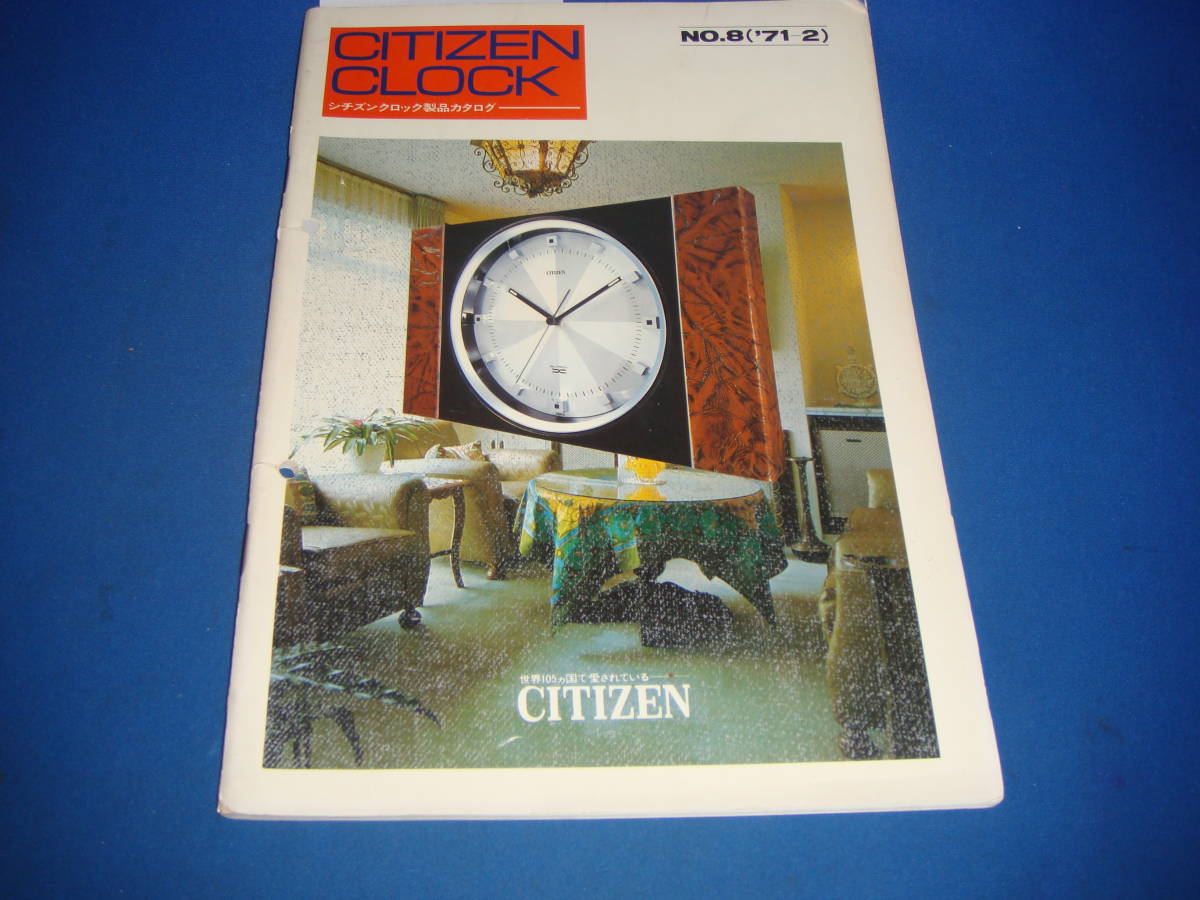 CITIZEN
CLOCK
シチズンクロック製品カタログ
NO.8('71-2)
CITIZEN
世界105ヵ国で愛されている
CITIZEN